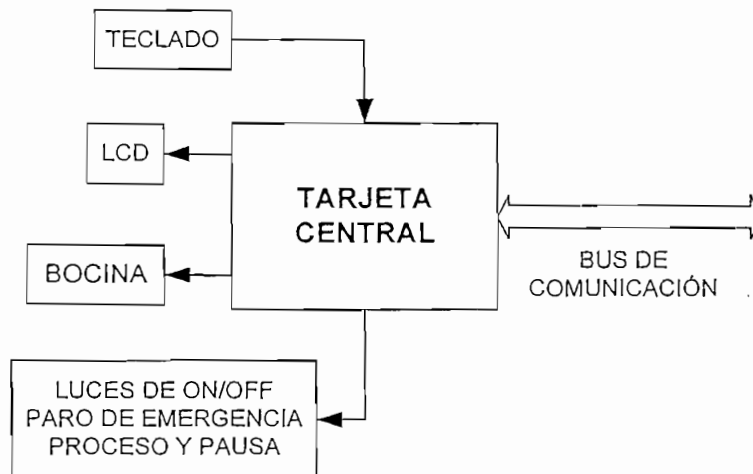 TECLADO
LCD
TARJETA
CENTRAL
BOCINA
BUS DE
COMUNICACIÓN
LUCES DE ON/OFF
PARO DE EMERGENCIA
PROCESO Y PAUSA